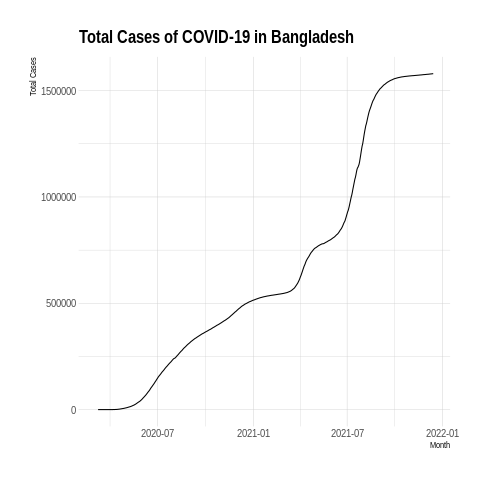 Total Cases of COVID-19 in Bangladesh
Total Cases
1500000
1000000
500000
0
2020-07 2021-01 2021-07 2022-01
Month